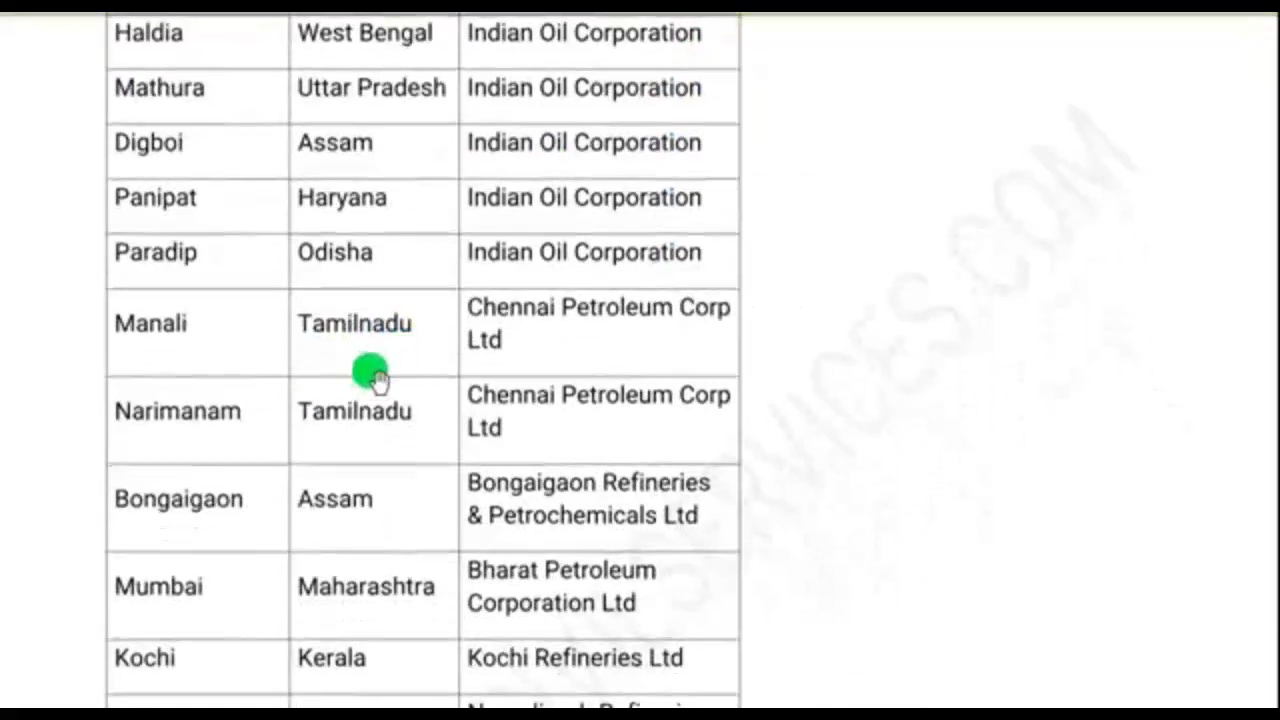 Haldia West Bengal Indian Oil Corporation
Mathura Uttar Pradesh Indian Oil Corporation
Digboi Assam Indian Oil Corporation
Panipat Haryana Indian Oil Corporation
Paradip Odisha Indian Oil Corporation
Manali Tamilnadu Chennai Petroleum Corp
Ltd
Narimanam Tamilnadu Chennai Petroleum Corp
Ltd
Bongaigaon Assam Bongaigaon Refineries
& Petrochemicals Ltd
Mumbai Maharashtra Bharat Petroleum
Corporation Ltd
Kochi Kerala Kochi Refineries Ltd